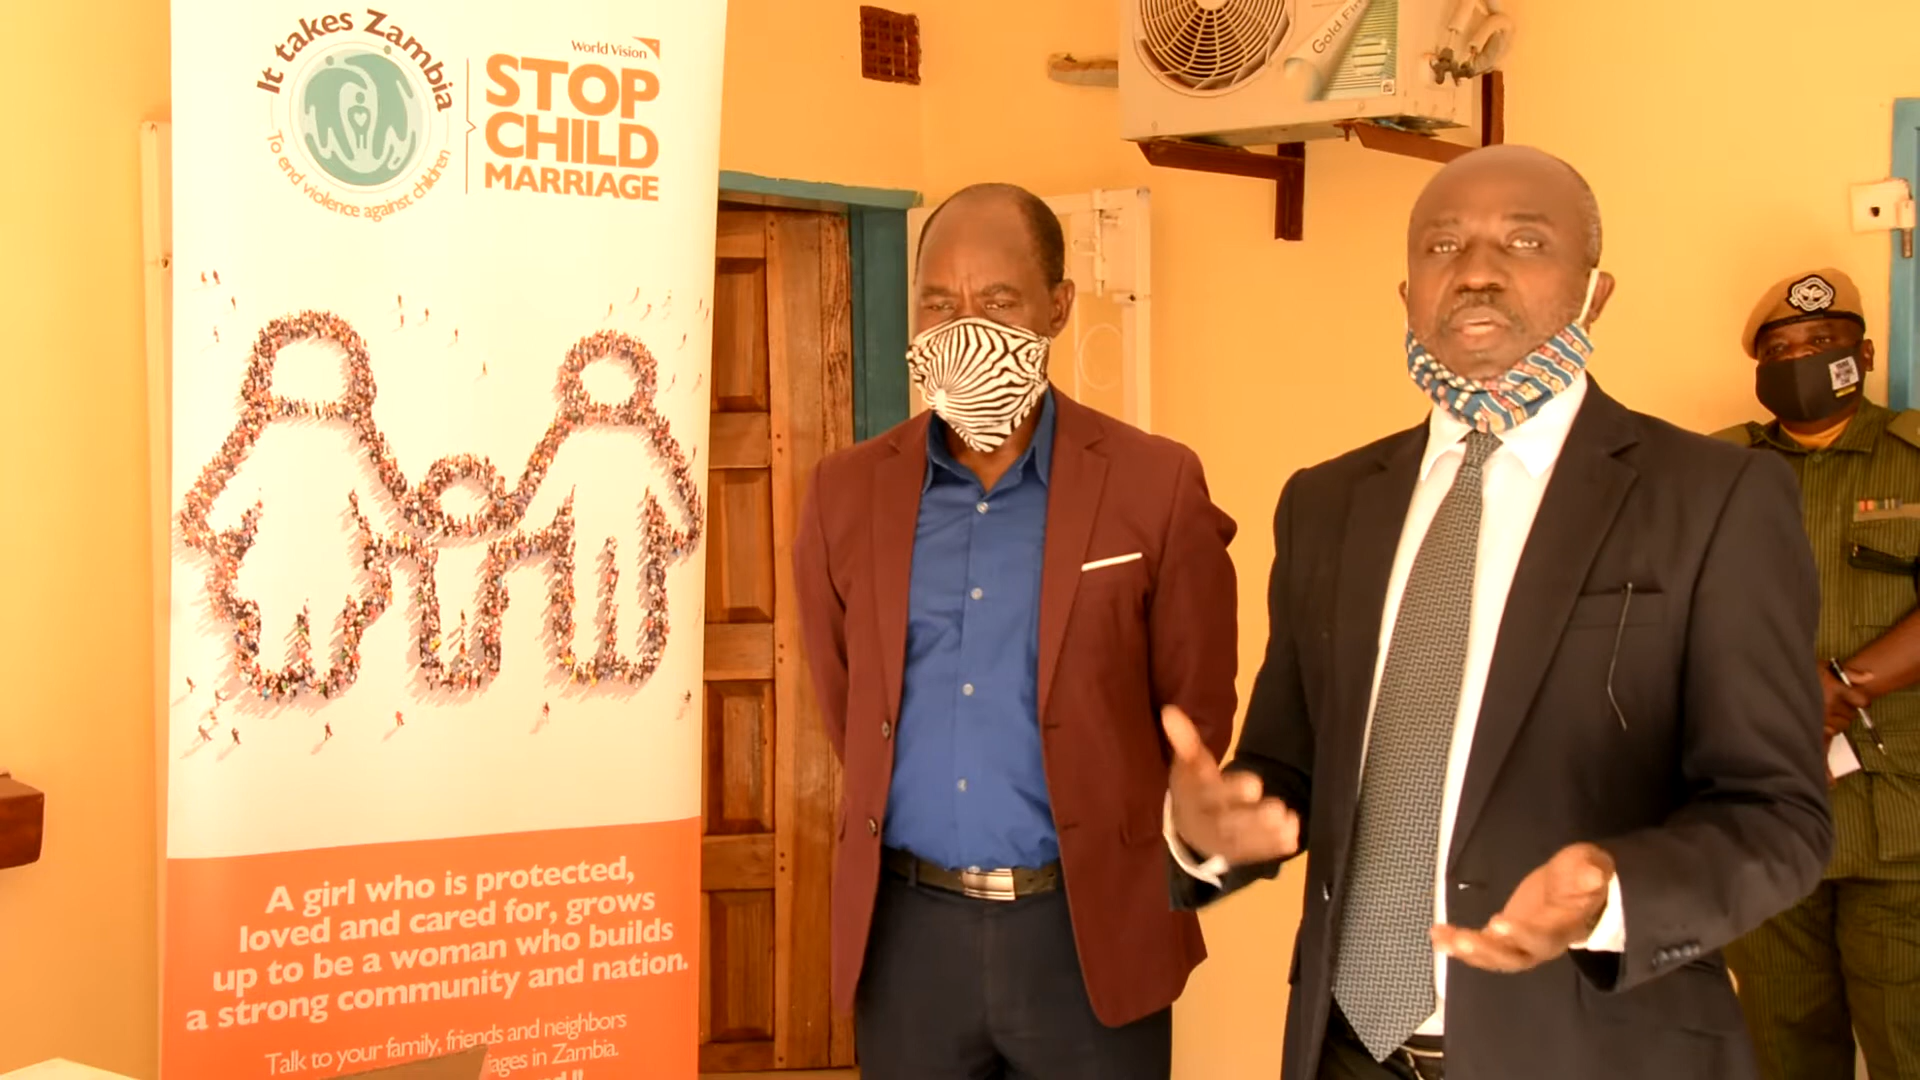 It takes Zambia
To end violence against children
World Vision
STOP
CHILD
MARRIAGE
A girl who is protected,
loved and cared for, grows
up to be a woman who builds
a strong community and nation.
Talk to your family, friends and neighbors
in Zambia.
Gold Fin